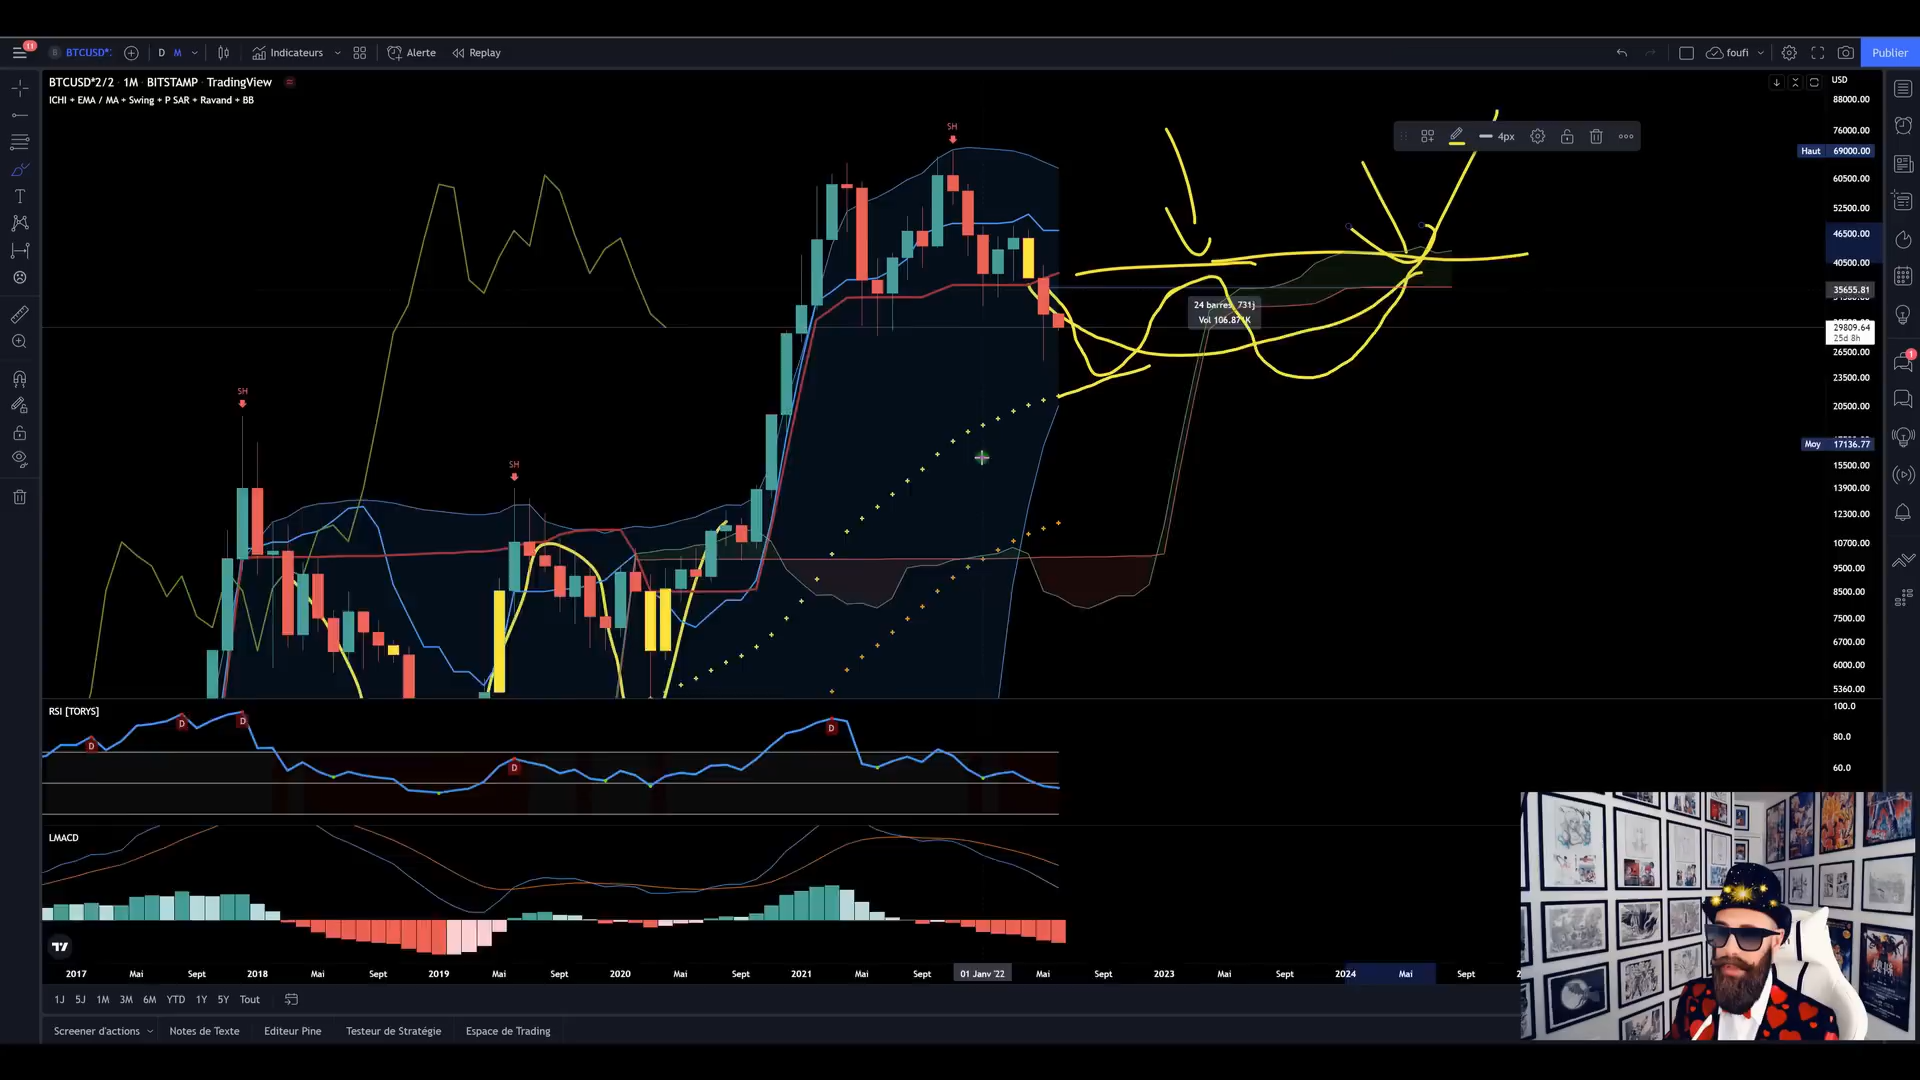 11
BTCUSD*:
D M
Indicateurs
Alerte
Replay
foufi
Publier
BTCUSD*2/2 · 1M · BITSTAMP · TradingView
ICHI + EMA / MA + Swing + P SAR + Ravand + BB
USD
88000.00
76000.00
Haut 69000.00
60500.00
52500.00
46500.00
40500.00
35655.81
29809.64
25d 8h
26500.00
23500.00
20500.00
Moy 17136.77
15500.00
13900.00
12300.00
10700.00
9500.00
8500.00
7500.00
6700.00
6000.00
5360.00
4px
SH
SH
SH
24 barres, 731j
Vol 106.871K
1
RSI [TORYS]
D
D
D
D
D
100.0
80.0
60.0
LMACD
2017 Mai Sept 2018 Mai Sept 2019 Mai Sept 2020 Mai Sept 2021 Mai Sept 01 Janv '22 Mai Sept 2023 Mai Sept 2024 Mai Sept
1J 5J 1M 3M 6M YTD 1Y 5Y Tout
Screener d'actions
Notes de Texte
Editeur Pine
Testeur de Stratégie
Espace de Trading